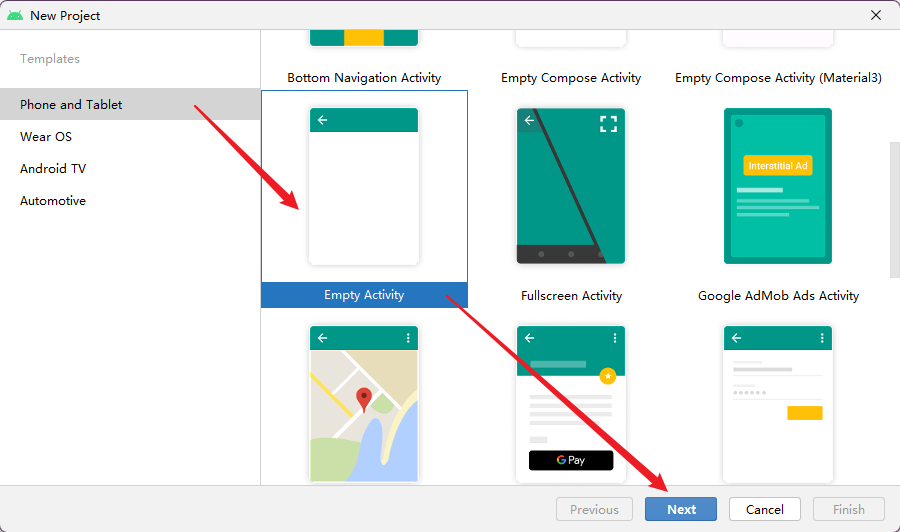 New Project
Templates
Phone and Tablet
Wear OS
Android TV
Automotive
Bottom Navigation Activity
Empty Compose Activity
Empty Compose Activity (Material3)
Interstitial Ad
Empty Activity
Fullscreen Activity
Google AdMob Ads Activity
G Pay
Previous
Next
Cancel
Finish